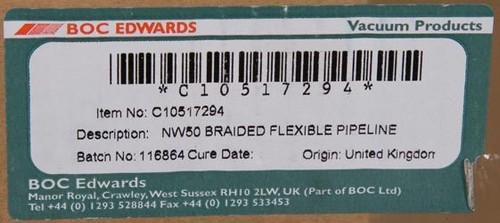 BOC EDWARDS Vacuum Products
*C10517294*
Item No: C10517294
Description: NW50 BRAIDED FLEXIBLE PIPELINE
Batch No: 116864 Cure Date: Origin: United Kingdom
BOC Edwards
Manor Royal, Crawley, West Sussex RH10 2LW, UK (Part of BOC Ltd)
Tel +44 (0) 1293 528844 Fax +44 (0) 1293 533453